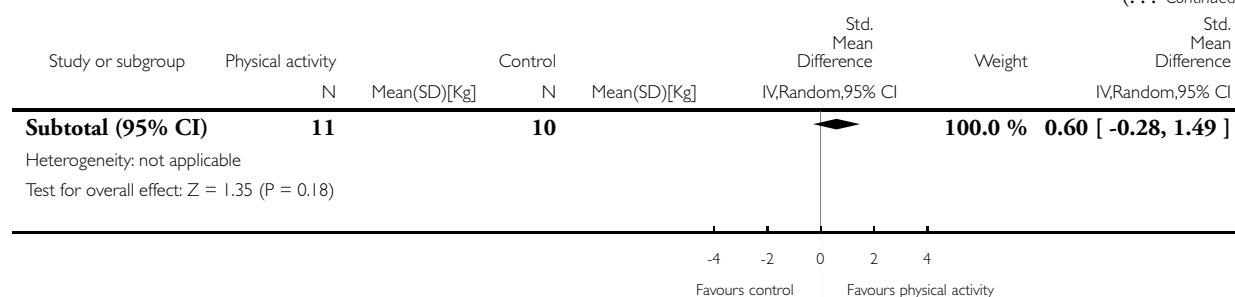 (. . . Continued
Study or subgroup Physical activity Control Std. Mean Difference Weight Std. Mean Difference
N Mean(SD)[Kg] N Mean(SD)[Kg] IV,Random,95% CI IV,Random,95% CI
Subtotal (95% CI) 11 10 100.0 % 0.60 [ -0.28, 1.49 ]
Heterogeneity: not applicable
Test for overall effect: Z = 1.35 (P = 0.18)
-4 -2 0 2 4
Favours control Favours physical activity